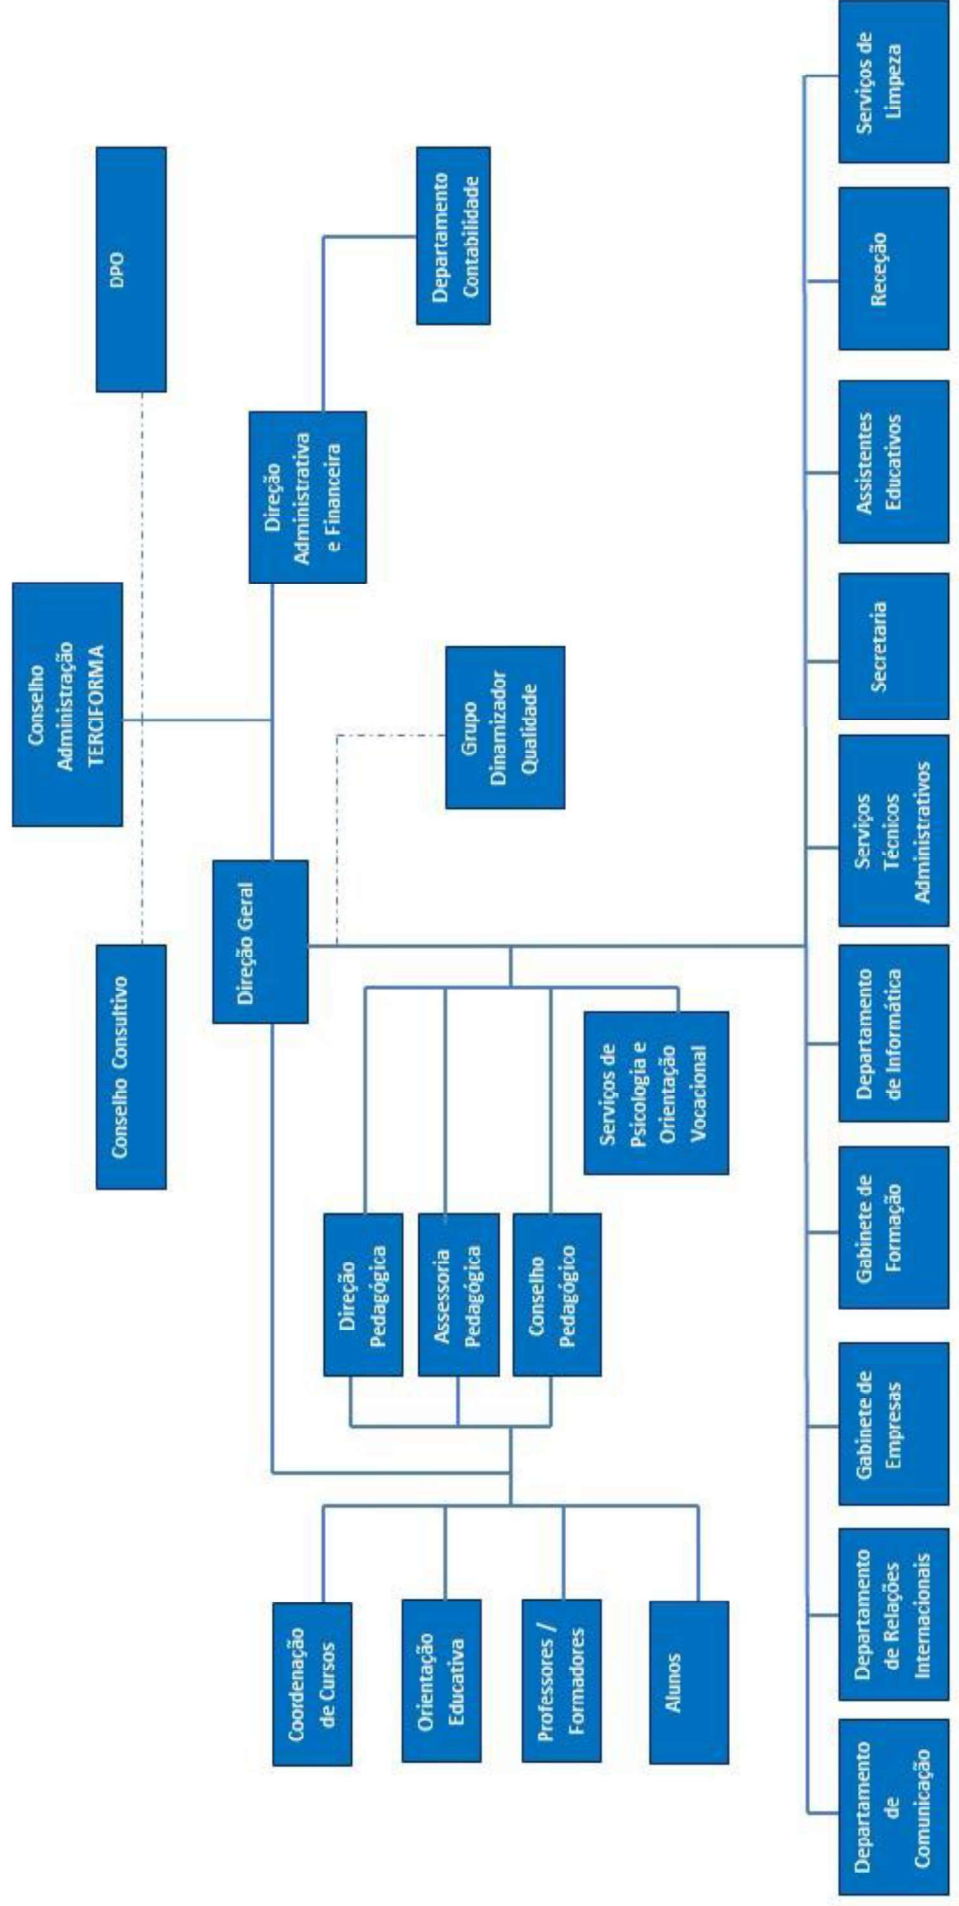 Conselho
Administração
TERCIFORMA
Conselho Consultivo
DPO
Direção Geral
Direção
Administrativa
e Financeira
Departamento
Contabilidade
Grupo
Dinamizador
Qualidade
Direção
Pedagógica
Assessoria
Pedagógica
Conselho
Pedagógico
Serviços de
Psicologia e
Orientação
Vocacional
Coordenação
de Cursos
Orientação
Educativa
Professores /
Formadores
Alunos
Departamento
de
Comunicação
Departamento
de Relações
Internacionais
Gabinete de
Empresas
Gabinete de
Formação
Departamento
de Informática
Serviços
Técnicos
Administrativos
Secretaria
Assistentes
Educativos
Receção
Serviços de
Limpeza